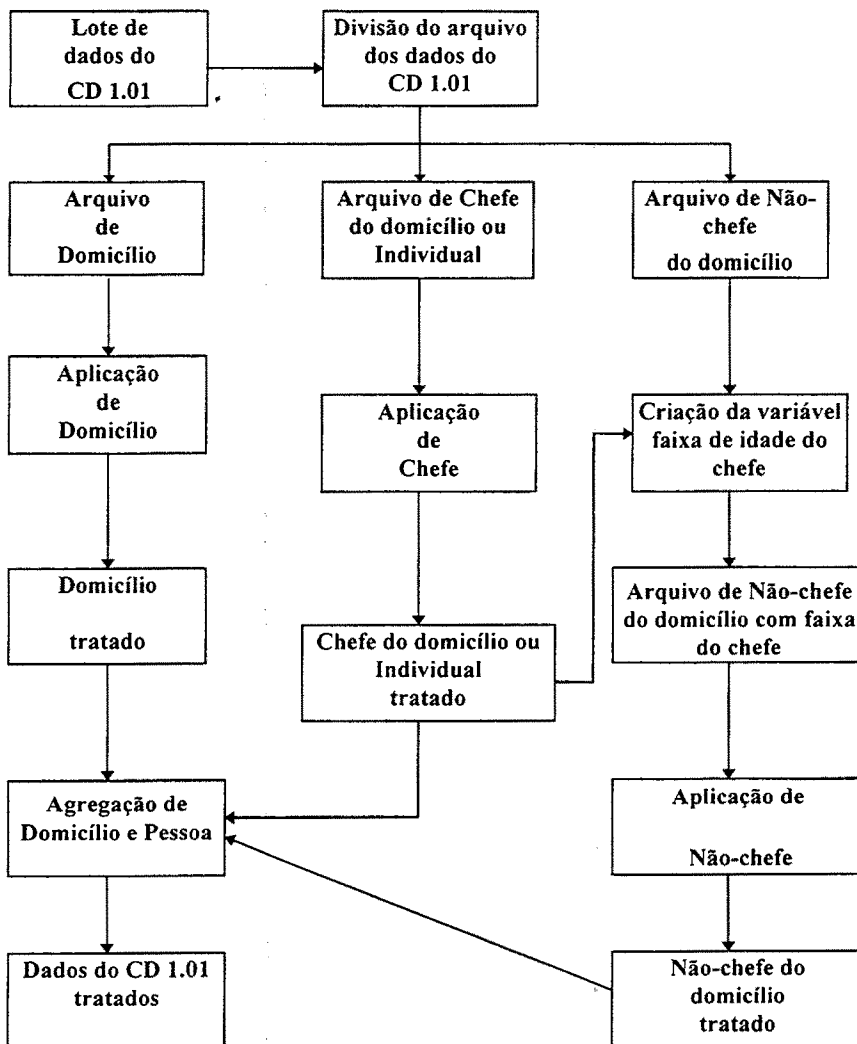 Lote de
dados do
CD 1.01
Divisão do arquivo
dos dados do
CD 1.01
Arquivo
de
Domicílio
Arquivo de Chefe
do domicílio ou
Individual
Arquivo de Não-
chefe
do domicílio
Aplicação
de
Domicílio
Aplicação
de
Chefe
Criação da variável
faixa de idade do
chefe
Domicílio
tratado
Chefe do domicílio ou
Individual
tratado
Arquivo de Não-chefe
do domicílio com faixa
do chefe
Agregação de
Domicílio e Pessoa
Aplicação de
Não-chefe
Dados do CD 1.01
tratados
Não-chefe do
domicílio
tratado